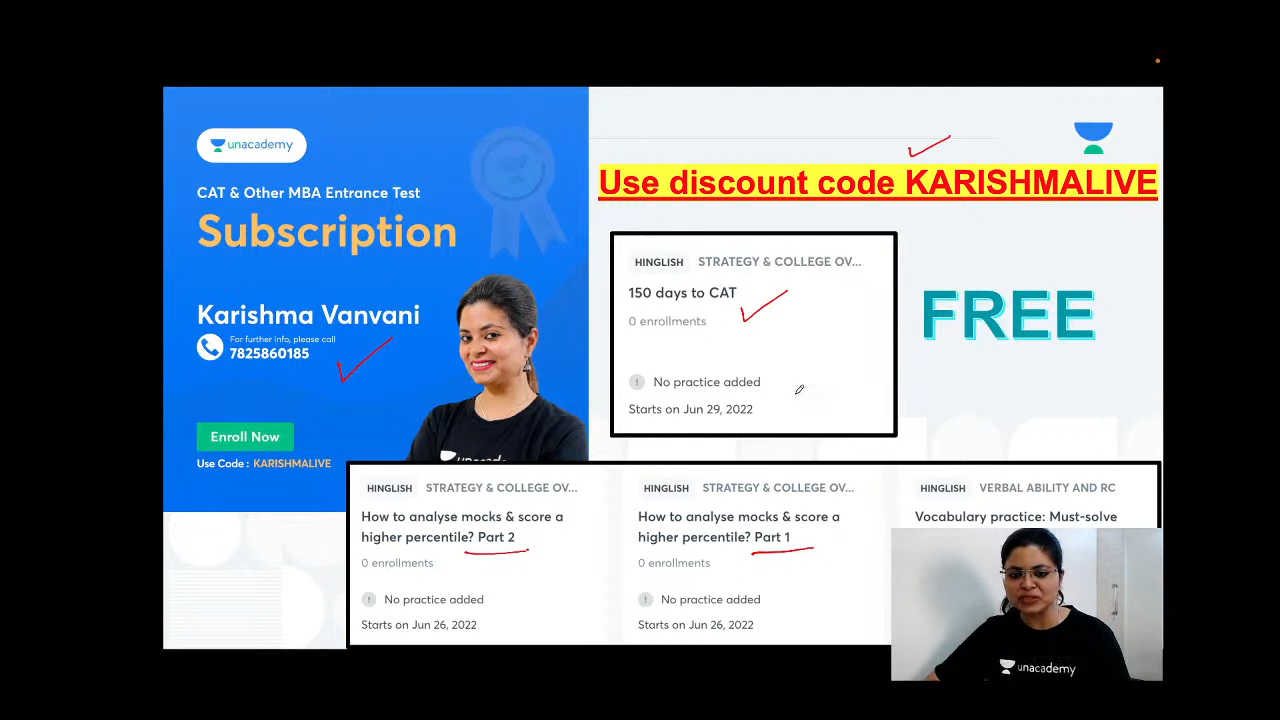 unacademy
CAT & Other MBA Entrance Test
Subscription
Karishma Vanvani
For further info, please call
7825860185
Enroll Now
Use Code : KARISHMALIVE
Use discount code KARISHMALIVE
HINGLISH STRATEGY & COLLEGE OV...
150 days to CAT
0 enrollments
No practice added
Starts on Jun 29, 2022
FREE
HINGLISH STRATEGY & COLLEGE OV...
How to analyse mocks & score a
higher percentile? Part 2
0 enrollments
No practice added
Starts on Jun 26, 2022
HINGLISH STRATEGY & COLLEGE OV...
How to analyse mocks & score a
higher percentile? Part 1
0 enrollments
No practice added
Starts on Jun 26, 2022
HINGLISH VERBAL ABILITY AND RC
Vocabulary practice: Must-solve
unacademy